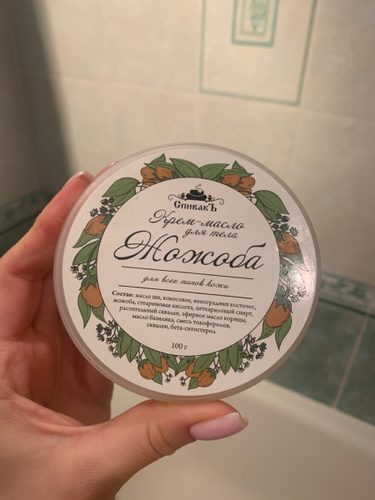 СпивакЪ
Крем-масло
для тела
Жожоба
для всех типов кожи
Состав: масло ши, кокосовое, виноградных косточек,
жожоба, стеариновая кислота, цетеариловый спирт,
растительный сквалан, эфирное масло корицы,
масло базилика, смесь токоферолов,
сквален, бета-ситостерол
100 г